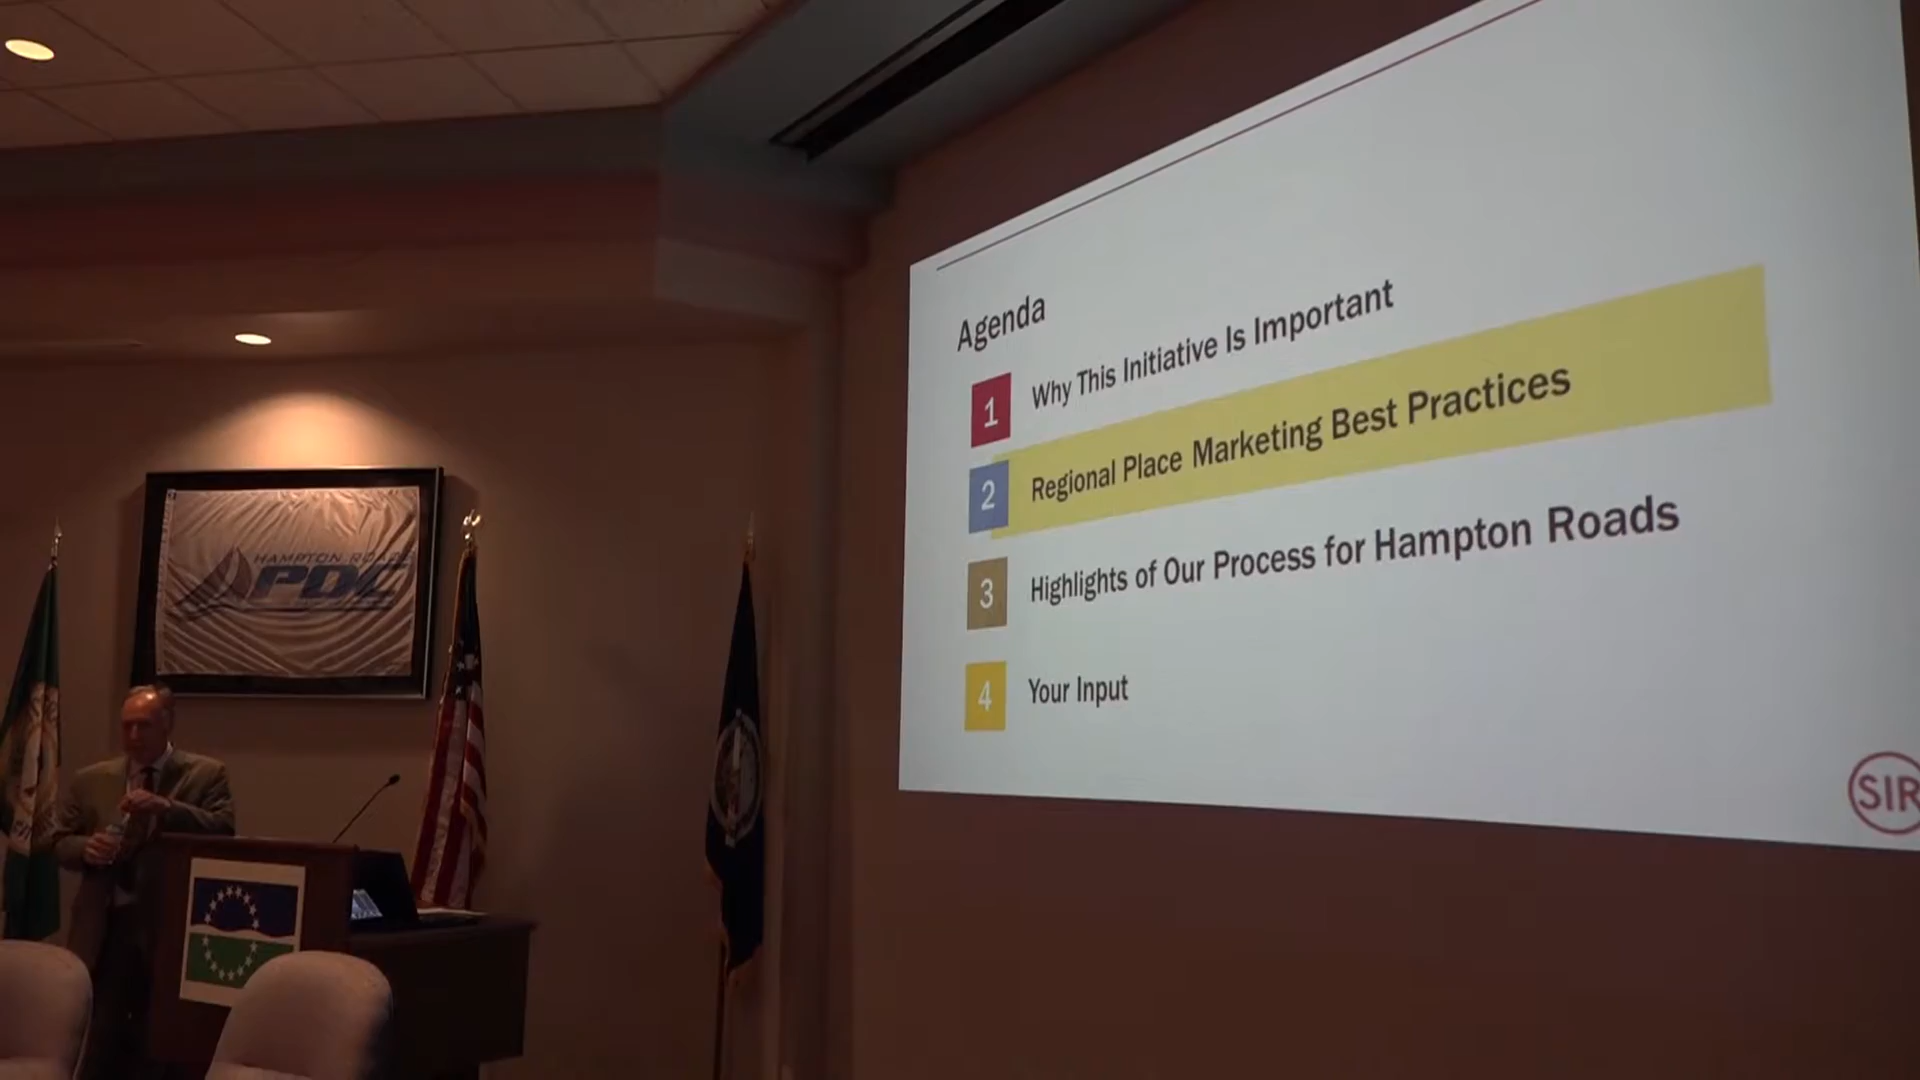 Agenda
1 Why This Initiative Is Important
2 Regional Place Marketing Best Practices
3 Highlights of Our Process for Hampton Roads
4 Your Input
SIR
HAMPTON ROADS
PDC